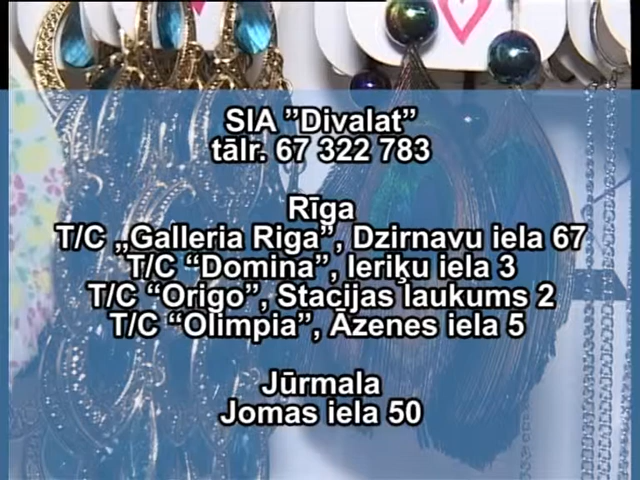 SIA ”Divalat”
tālr. 67 322 783
Rīga
T/C „Galleria Riga”, Dzirnavu iela 67
T/C “Domina”, Ieriķu iela 3
T/C “Origo”, Stacijas laukums 2
T/C “Olimpia”, Āzenes iela 5
Jūrmala
Jomas iela 50